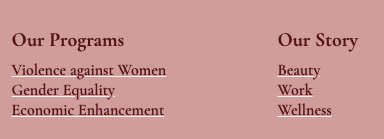 Our Programs
Violence against Women
Gender Equality
Economic Enhancement
Our Story
Beauty
Work
Wellness